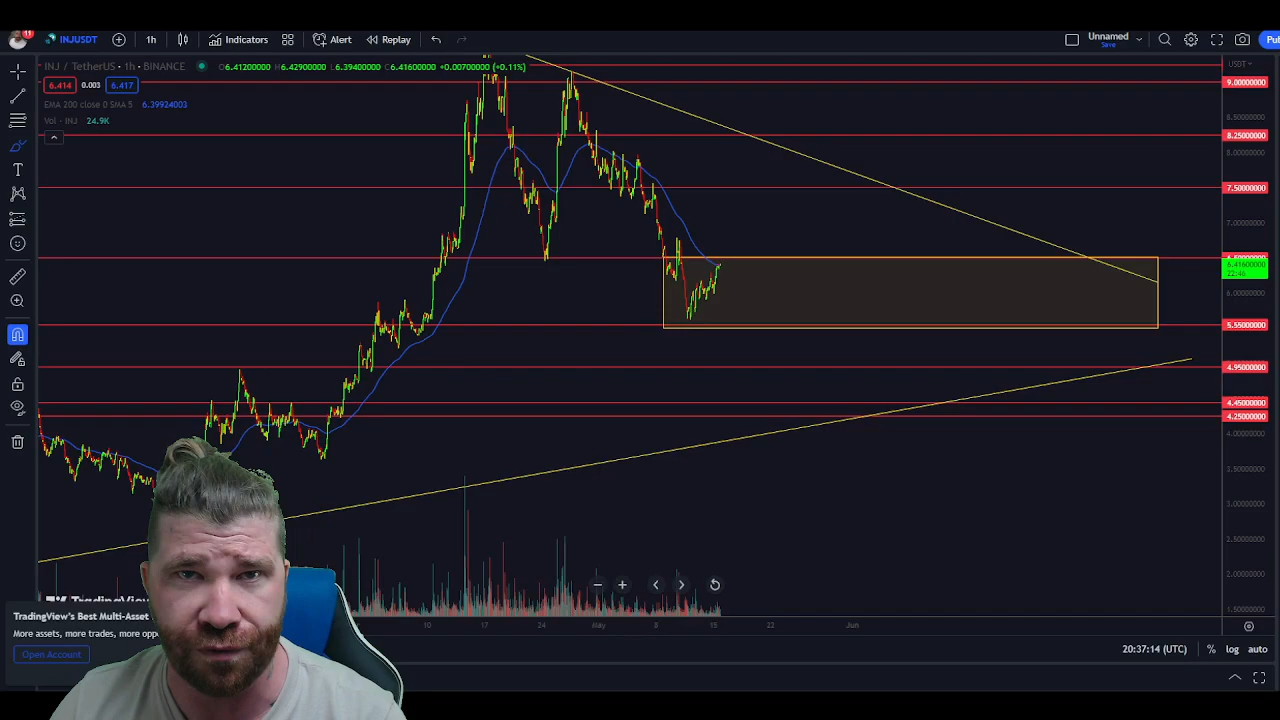 11
INJUSDT
1h
Indicators
Alert
Replay
Unnamed
Save
INJ / TetherUS · 1h · BINANCE
O6.41200000 H6.42900000 L6.39400000 C6.41600000 +0.00700000 (+0.11%)
USDT
6.414 0.003 6.417
9.00000000
EMA 200 close 0 SMA 5 6.39924003
8.50000000
Vol · INJ 24.9K
8.25000000
8.00000000
7.50000000
7.00000000
6.41600000
22:46
6.00000000
5.55000000
4.95000000
4.45000000
4.25000000
4.00000000
3.50000000
3.00000000
2.50000000
2.00000000
1.50000000
TradingView's Best Multi-Asset
More assets, more trades, more oppo
Open Account
10 17 24 May 8 15 22 Jun
20:37:14 (UTC) % log auto